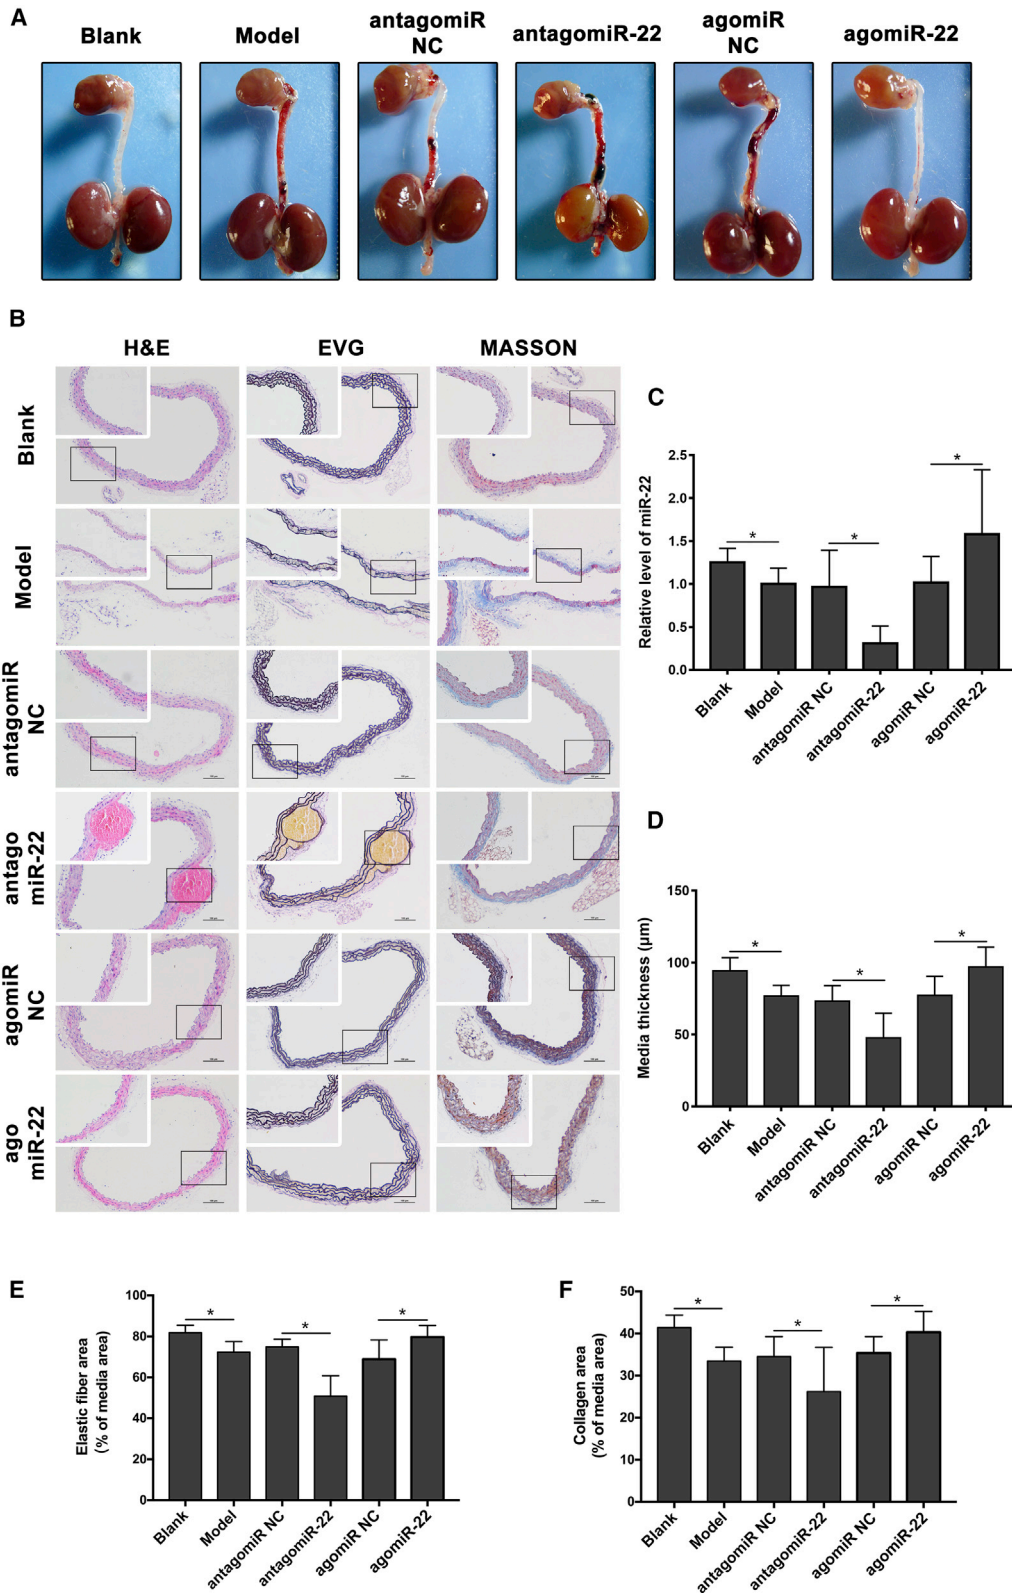 A
Blank
Model
antagomiR
NC
antagomiR-22
agomiR
NC
agomiR-22
B
H&E
EVG
MASSON
Blank
Model
antagomiR
NC
antago
miR-22
agomiR
NC
ago
miR-22
C
Relative level of miR-22
2.5
2.0
1.5
1.0
0.5
0.0
*
*
*
Blank
Model
antagomiR NC
antagomiR-22
agomiR NC
agomiR-22
D
Media thickness (μm)
150
100
50
0
*
*
*
Blank
Model
antagomiR NC
antagomiR-22
agomiR NC
agomiR-22
E
Elastic fiber area
(% of media area)
100
80
60
40
20
0
*
*
*
Blank
Model
antagomiR NC
antagomiR-22
agomiR NC
agomiR-22
F
Collagen area
(% of media area)
50
40
30
20
10
0
*
*
*
Blank
Model
antagomiR NC
antagomiR-22
agomiR NC
agomiR-22